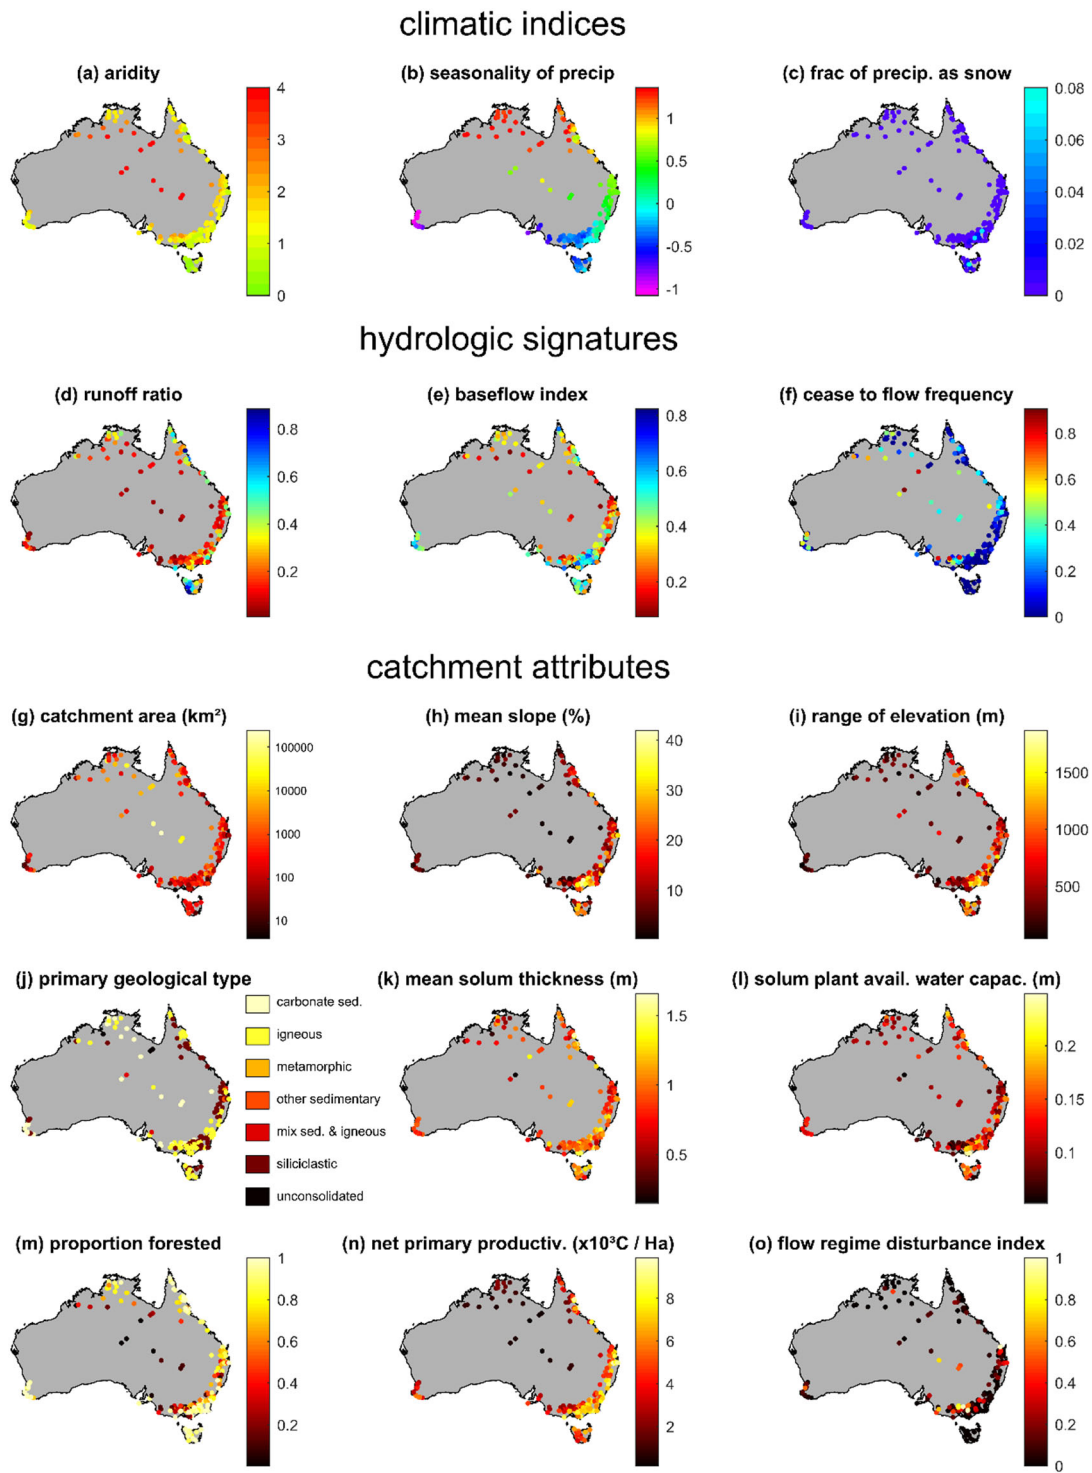 climatic indices
(a) aridity
(b) seasonality of precip
(c) frac of precip. as snow
4
3
2
1
0
1
0.5
0
-0.5
-1
0.08
0.06
0.04
0.02
0
hydrologic signatures
(d) runoff ratio
(e) baseflow index
(f) cease to flow frequency
0.8
0.6
0.4
0.2
0.8
0.6
0.4
0.2
0.8
0.6
0.4
0.2
0
catchment attributes
(g) catchment area (km²)
(h) mean slope (%)
(i) range of elevation (m)
100000
10000
1000
100
10
40
30
20
10
1500
1000
500
(j) primary geological type
(k) mean solum thickness (m)
(l) solum plant avail. water capac. (m)
carbonate sed.
igneous
metamorphic
other sedimentary
mix sed. & igneous
siliciclastic
unconsolidated
1.5
1
0.5
0.2
0.15
0.1
(m) proportion forested
(n) net primary productiv. (x10³C / Ha)
(o) flow regime disturbance index
1
0.8
0.6
0.4
0.2
8
6
4
2
1
0.8
0.6
0.4
0.2
0